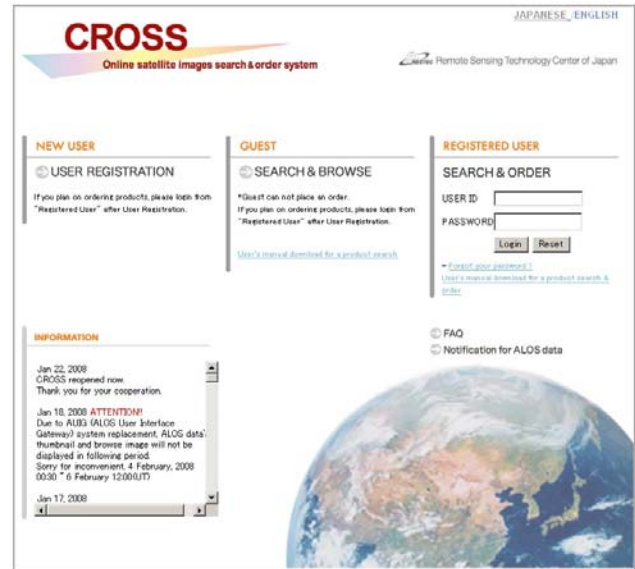 JAPANESE /ENGLISH
CROSS
Online satellite images search & order system
RESTEC Remote Sensing Technology Center of Japan
NEW USER
USER REGISTRATION
If you plan on ordering products, please login from
"Registered User" after User Registration.
GUEST
SEARCH & BROWSE
*Guest can not place an order.
If you plan on ordering products, please login from
"Registered User" after User Registration.
User's manual download for a product search
REGISTERED USER
SEARCH & ORDER
USER ID
PASSWORD
Login Reset
- Forgot your password ?
User's manual download for a product search &
order
INFORMATION
Jan 22, 2008
CROSS reopened now.
Thank you for your cooperation.
Jan 18, 2008 ATTENTION!!
Due to AUIG (ALOS User Interface
Gateway) system replacement, ALOS data'
thumbnail and browse image will not be
displayed in following period.
Sorry for inconvenient. 4 February, 2008
00:30 ~ 6 February 12:00(UT)
Jan 17, 2008
FAQ
Notification for ALOS data